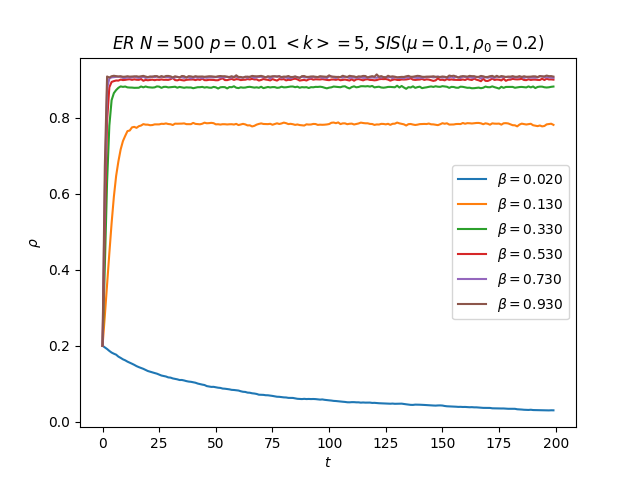 ER N = 500 p = 0.01 < k >= 5, SIS(μ = 0.1, ρ₀ = 0.2)
0.8
0.6
0.4
0.2
0.0
ρ
β = 0.020
β = 0.130
β = 0.330
β = 0.530
β = 0.730
β = 0.930
0 25 50 75 100 125 150 175 200
t